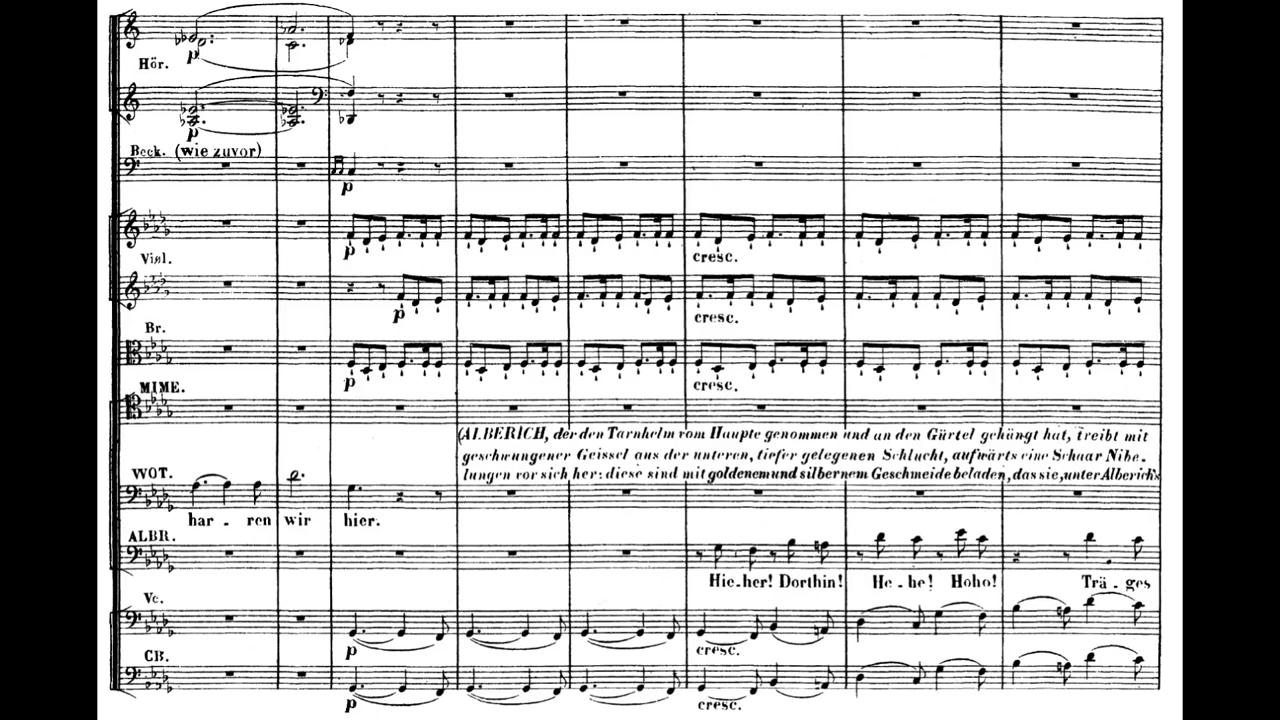 p
Hör.
p
Beck. (wie zuvor)
p
Viol.
p
cresc.
p
cresc.
Br.
p
cresc.
MIME.
(ALBERICH, der den Tarnhelm vom Haupte genommen und an den Gürtel gehängt hat, treibt mit
geschwungener Geissel aus der unteren, tiefer gelegenen Schlucht, aufwärts eine Schaar Nibe-
lungen vor sich her: diese sind mit goldenem und silbernem Geschmeide beladen, das sie, unter Alberich's
WOT.
har - ren wir hier.
ALBR.
Hie-her! Dorthin! He-he! Hoho! Trä-ges
Vc.
p
cresc.
CB.
p
cresc.